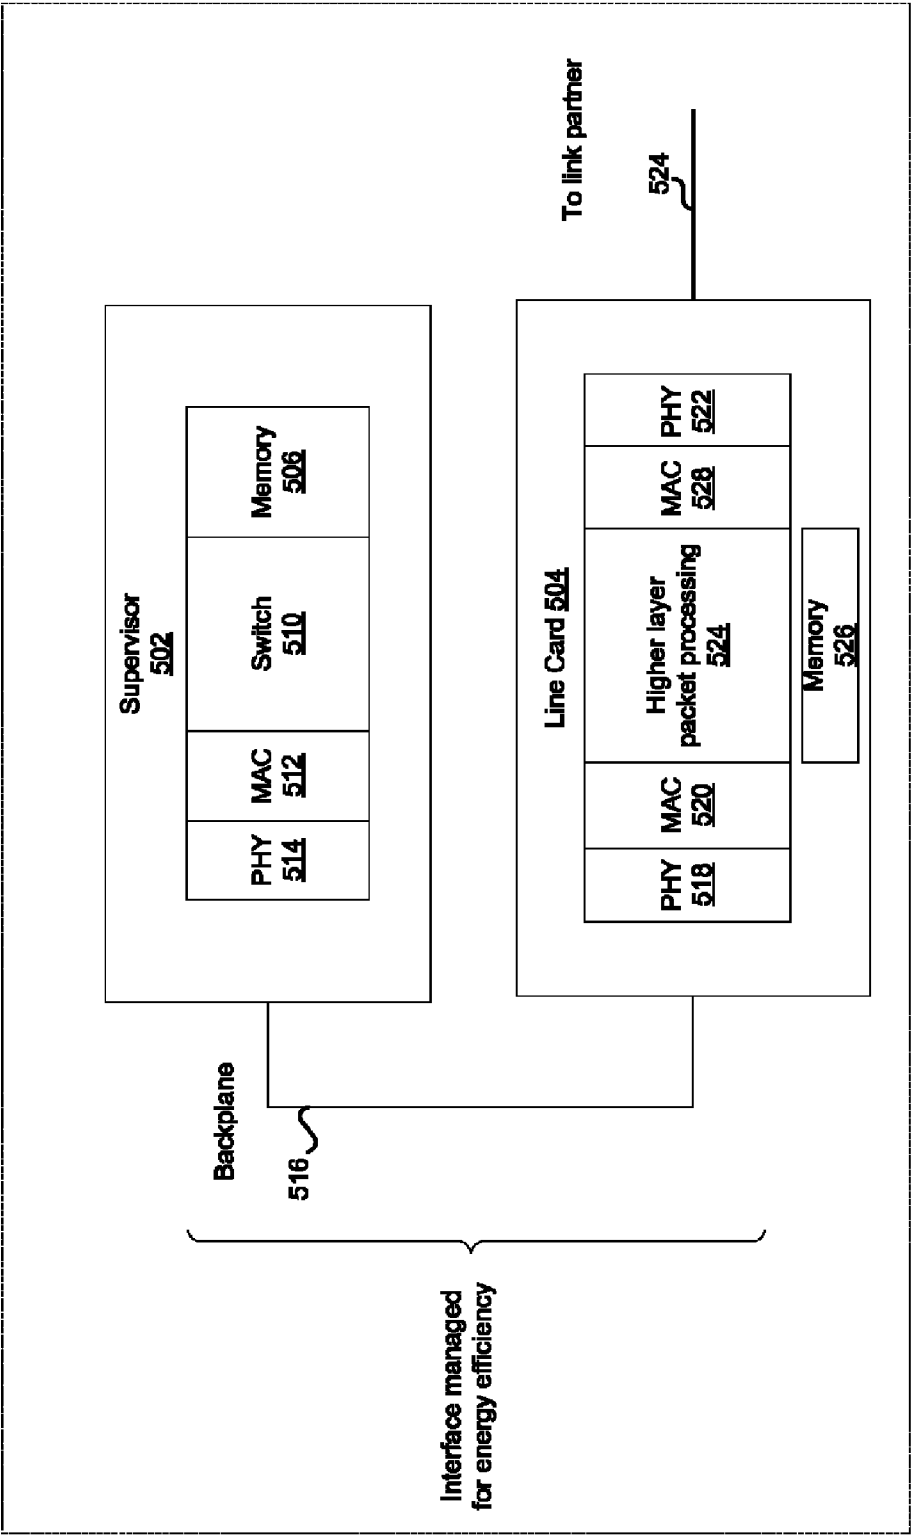 Supervisor
502
PHY
514
MAC
512
Switch
510
Memory
506
Backplane
516
Line Card 504
PHY
518
MAC
520
Higher layer
packet processing
524
MAC
528
PHY
522
Memory
526
To link partner
524
Interface managed
for energy efficiency